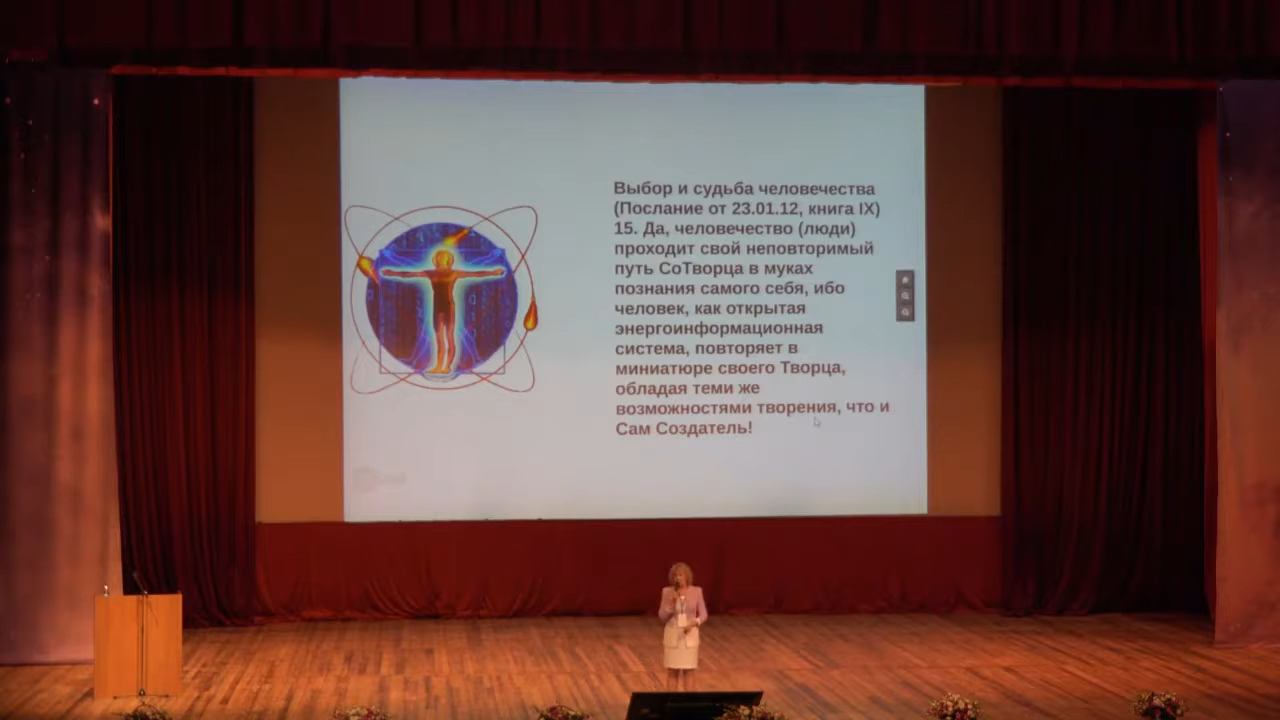 Выбор и судьба человечества
(Послание от 23.01.12, книга IX)
15. Да, человечество (люди)
проходит свой неповторимый
путь СоТворца в муках
познания самого себя, ибо
человек, как открытая
энергоинформационная
система, повторяет в
миниатюре своего Творца,
обладая теми же
возможностями творения, что и
Сам Создатель!